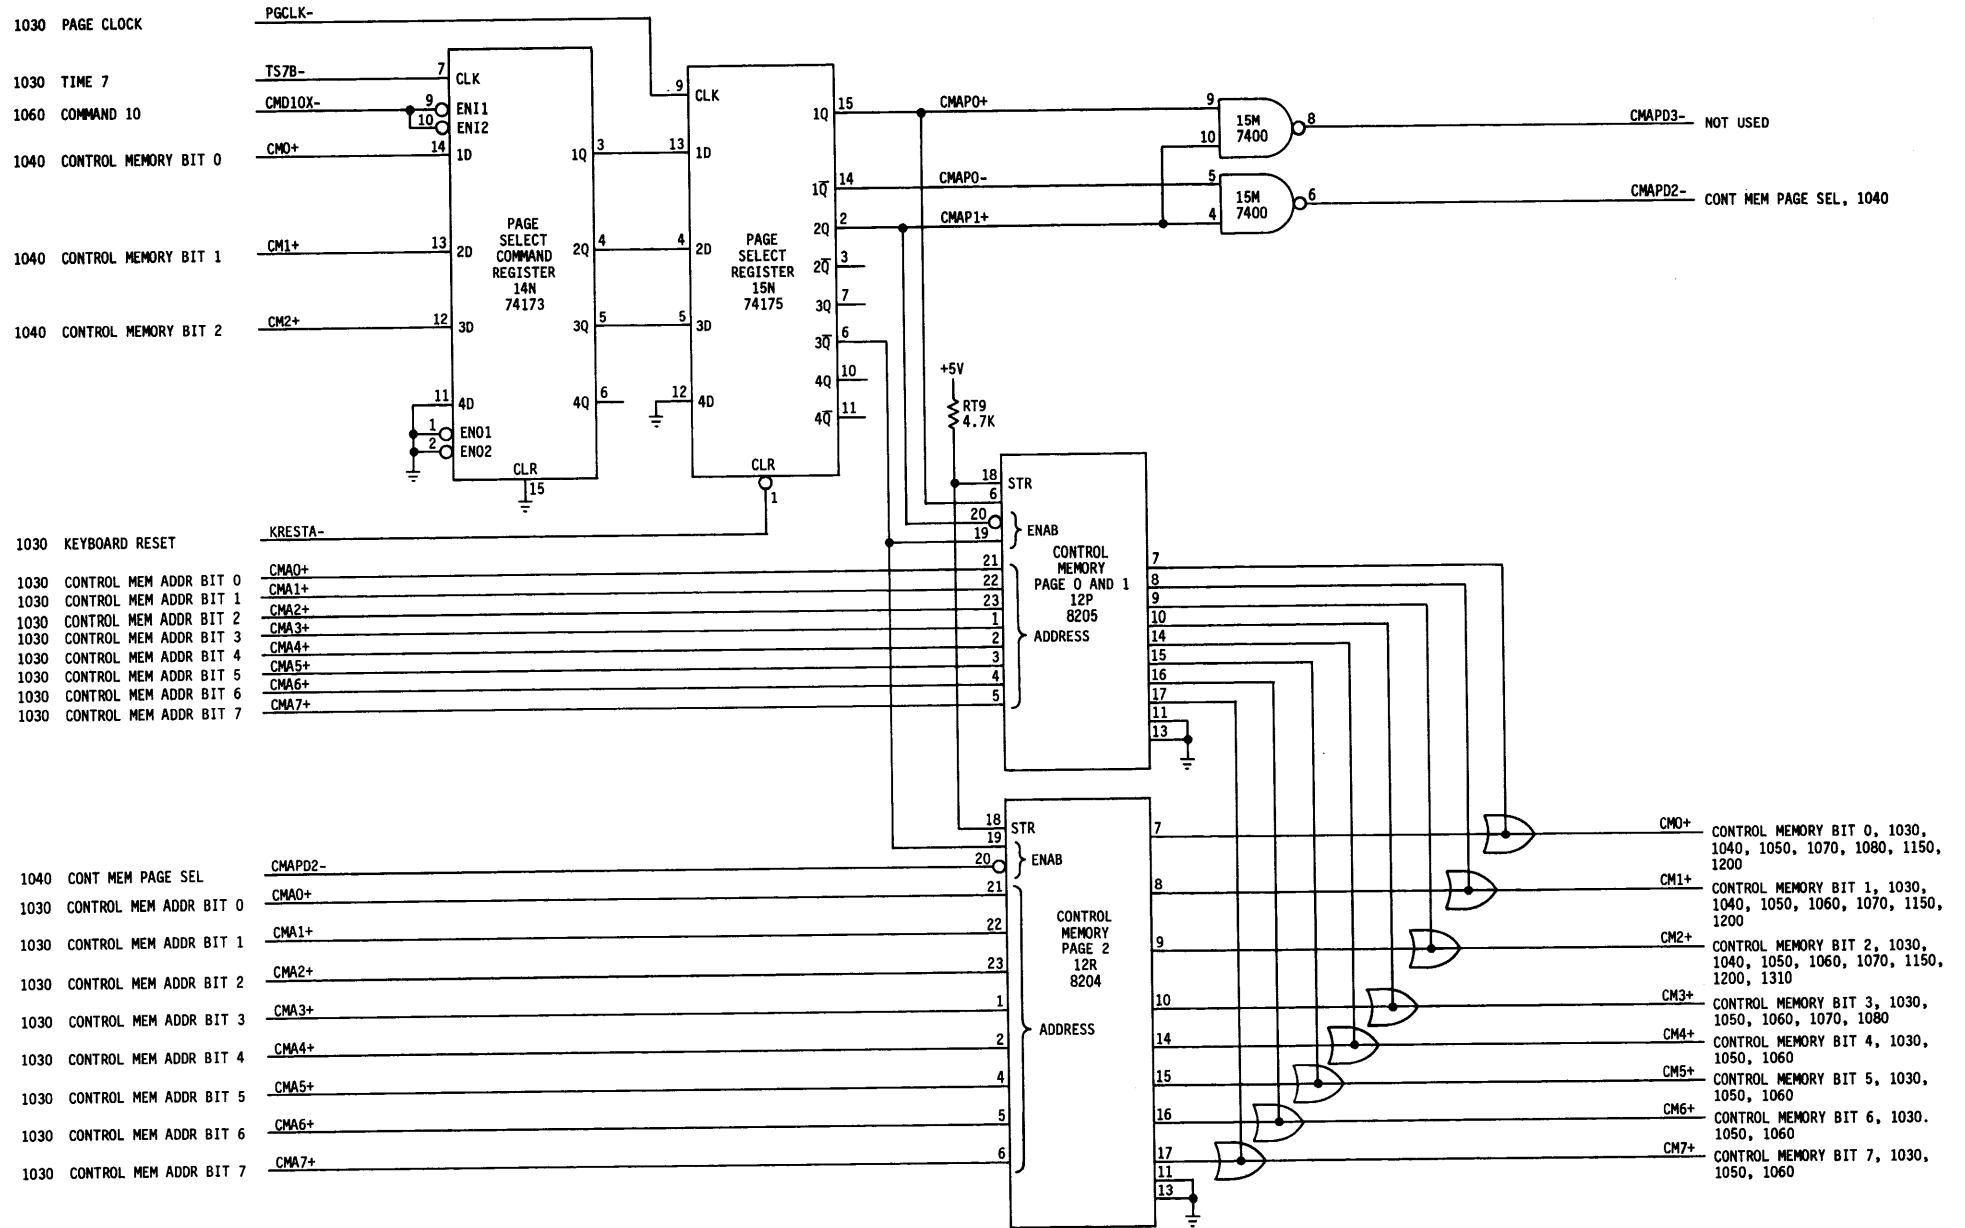 1030 PAGE CLOCK PGCLK-
1030 TIME 7 TS7B-
1060 COMMAND 10 CMD10X-
1040 CONTROL MEMORY BIT 0 CM0+
1040 CONTROL MEMORY BIT 1 CM1+
1040 CONTROL MEMORY BIT 2 CM2+
7 CLK
9 ENI1
10 ENI2
14 1D
13 2D
12 3D
11 4D
1 ENO1
2 ENO2
CLR
15
PAGE
SELECT
COMMAND
REGISTER
14N
74173
1Q 3
2Q 4
3Q 5
4Q 6
9 CLK
13 1D
4 2D
5 3D
12 4D
CLR
1
PAGE
SELECT
REGISTER
15N
74175
1Q 15
1Q̅ 14
2Q 2
2Q̅ 3
3Q 7
3Q̅ 6
4Q 10
4Q̅ 11
CMAP0+
CMAP0-
CMAP1+
9
10
15M
7400
8
CMAPD3- NOT USED
5
4
15M
7400
6
CMAPD2- CONT MEM PAGE SEL, 1040
+5V
RT9
4.7K
1030 KEYBOARD RESET KRESTA-
1030 CONTROL MEM ADDR BIT 0 CMA0+
1030 CONTROL MEM ADDR BIT 1 CMA1+
1030 CONTROL MEM ADDR BIT 2 CMA2+
1030 CONTROL MEM ADDR BIT 3 CMA3+
1030 CONTROL MEM ADDR BIT 4 CMA4+
1030 CONTROL MEM ADDR BIT 5 CMA5+
1030 CONTROL MEM ADDR BIT 6 CMA6+
1030 CONTROL MEM ADDR BIT 7 CMA7+
18 STR
6
20
19
ENAB
21
22
23
1
2
3
4
5
ADDRESS
CONTROL
MEMORY
PAGE 0 AND 1
12P
8205
7
8
9
10
14
15
16
17
11
13
1040 CONT MEM PAGE SEL CMAPD2-
1030 CONTROL MEM ADDR BIT 0 CMA0+
1030 CONTROL MEM ADDR BIT 1 CMA1+
1030 CONTROL MEM ADDR BIT 2 CMA2+
1030 CONTROL MEM ADDR BIT 3 CMA3+
1030 CONTROL MEM ADDR BIT 4 CMA4+
1030 CONTROL MEM ADDR BIT 5 CMA5+
1030 CONTROL MEM ADDR BIT 6 CMA6+
1030 CONTROL MEM ADDR BIT 7 CMA7+
18 STR
19
20
ENAB
21
22
23
1
2
4
5
6
ADDRESS
CONTROL
MEMORY
PAGE 2
12R
8204
7
8
9
10
14
15
16
17
11
13
CM0+ CONTROL MEMORY BIT 0, 1030,
1040, 1050, 1070, 1080, 1150,
1200
CM1+ CONTROL MEMORY BIT 1, 1030,
1040, 1050, 1060, 1070, 1150,
1200
CM2+ CONTROL MEMORY BIT 2, 1030,
1040, 1050, 1060, 1070, 1150,
1200, 1310
CM3+ CONTROL MEMORY BIT 3, 1030,
1050, 1060, 1070, 1080
CM4+ CONTROL MEMORY BIT 4, 1030,
1050, 1060
CM5+ CONTROL MEMORY BIT 5, 1030,
1050, 1060
CM6+ CONTROL MEMORY BIT 6, 1030.
1050, 1060
CM7+ CONTROL MEMORY BIT 7, 1030,
1050, 1060